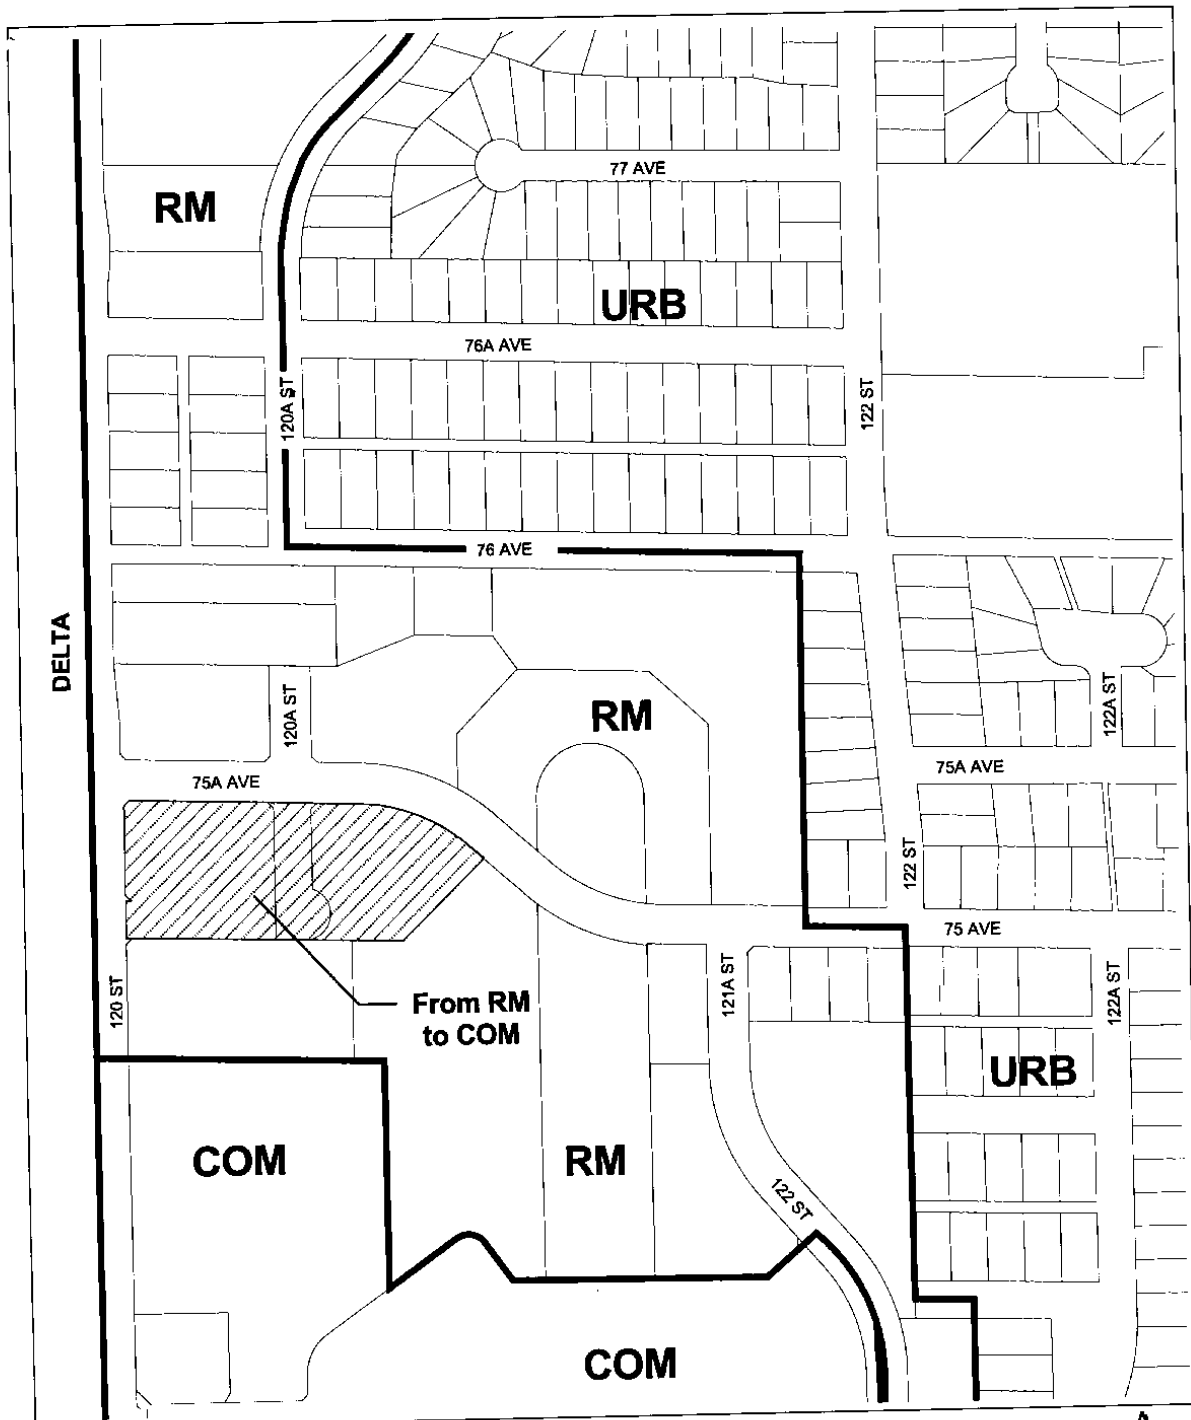 77 AVE
RM
URB
76A AVE
120A ST
122 ST
76 AVE
DELTA
120A ST
RM
122A ST
75A AVE
75A AVE
122 ST
75 AVE
120 ST
From RM
to COM
121A ST
122A ST
URB
COM
RM
122 ST
COM